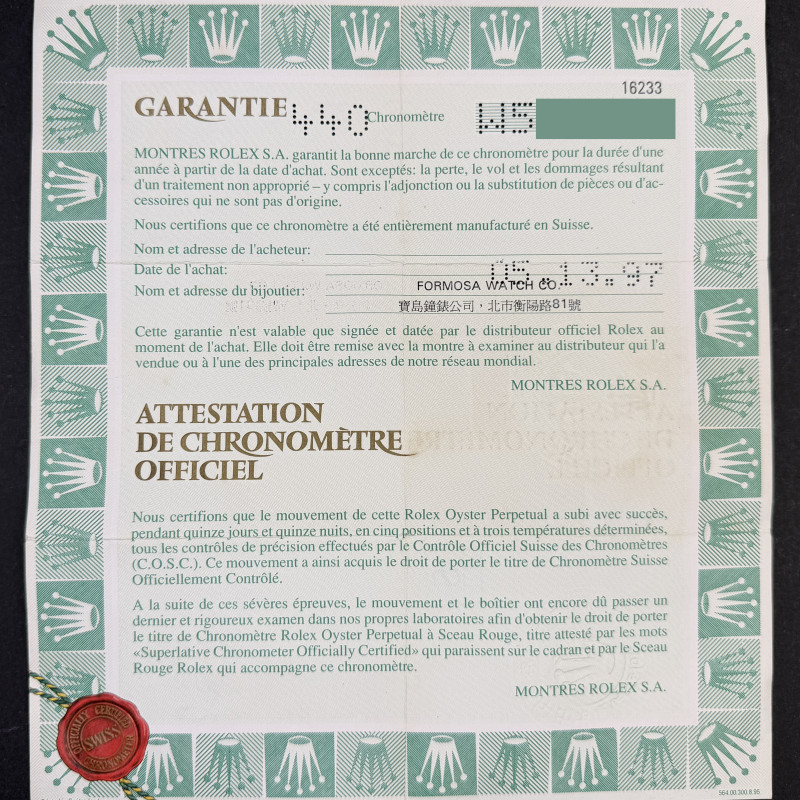 16233
GARANTIE 440 Chronomètre W5
MONTRES ROLEX S.A. garantit la bonne marche de ce chronomètre pour la durée d'une
année à partir de la date d'achat. Sont exceptés: la perte, le vol et les dommages résultant
d'un traitement non approprié – y compris l'adjonction ou la substitution de pièces ou d'ac-
cessoires qui ne sont pas d'origine.
Nous certifions que ce chronomètre a été entièrement manufacturé en Suisse.
Nom et adresse de l'acheteur:
Date de l'achat: 05.13.97
Nom et adresse du bijoutier: FORMOSA WATCH CO.
寶島鐘錶公司，北市衡陽路81號
Cette garantie n'est valable que signée et datée par le distributeur officiel Rolex au
moment de l'achat. Elle doit être remise avec la montre à examiner au distributeur qui l'a
vendue ou à l'une des principales adresses de notre réseau mondial.
MONTRES ROLEX S.A.
ATTESTATION
DE CHRONOMÈTRE
OFFICIEL
Nous certifions que le mouvement de cette Rolex Oyster Perpetual a subi avec succès,
pendant quinze jours et quinze nuits, en cinq positions et à trois températures déterminées,
tous les contrôles de précision effectués par le Contrôle Officiel Suisse des Chronomètres
(C.O.S.C.). Ce mouvement a ainsi acquis le droit de porter le titre de Chronomètre Suisse
Officiellement Contrôlé.
A la suite de ces sévères épreuves, le mouvement et le boîtier ont encore dû passer un
dernier et rigoureux examen dans nos propres laboratoires afin d'obtenir le droit de porter
le titre de Chronomètre Rolex Oyster Perpetual à Sceau Rouge, titre attesté par les mots
«Superlative Chronometer Officially Certified» qui paraissent sur le cadran et par le Sceau
Rouge Rolex qui accompagne ce chronomètre.
MONTRES ROLEX S.A.
OFFICIALLY CERTIFIED
SWISS
CHRONOMETER
564.00.300.8.95